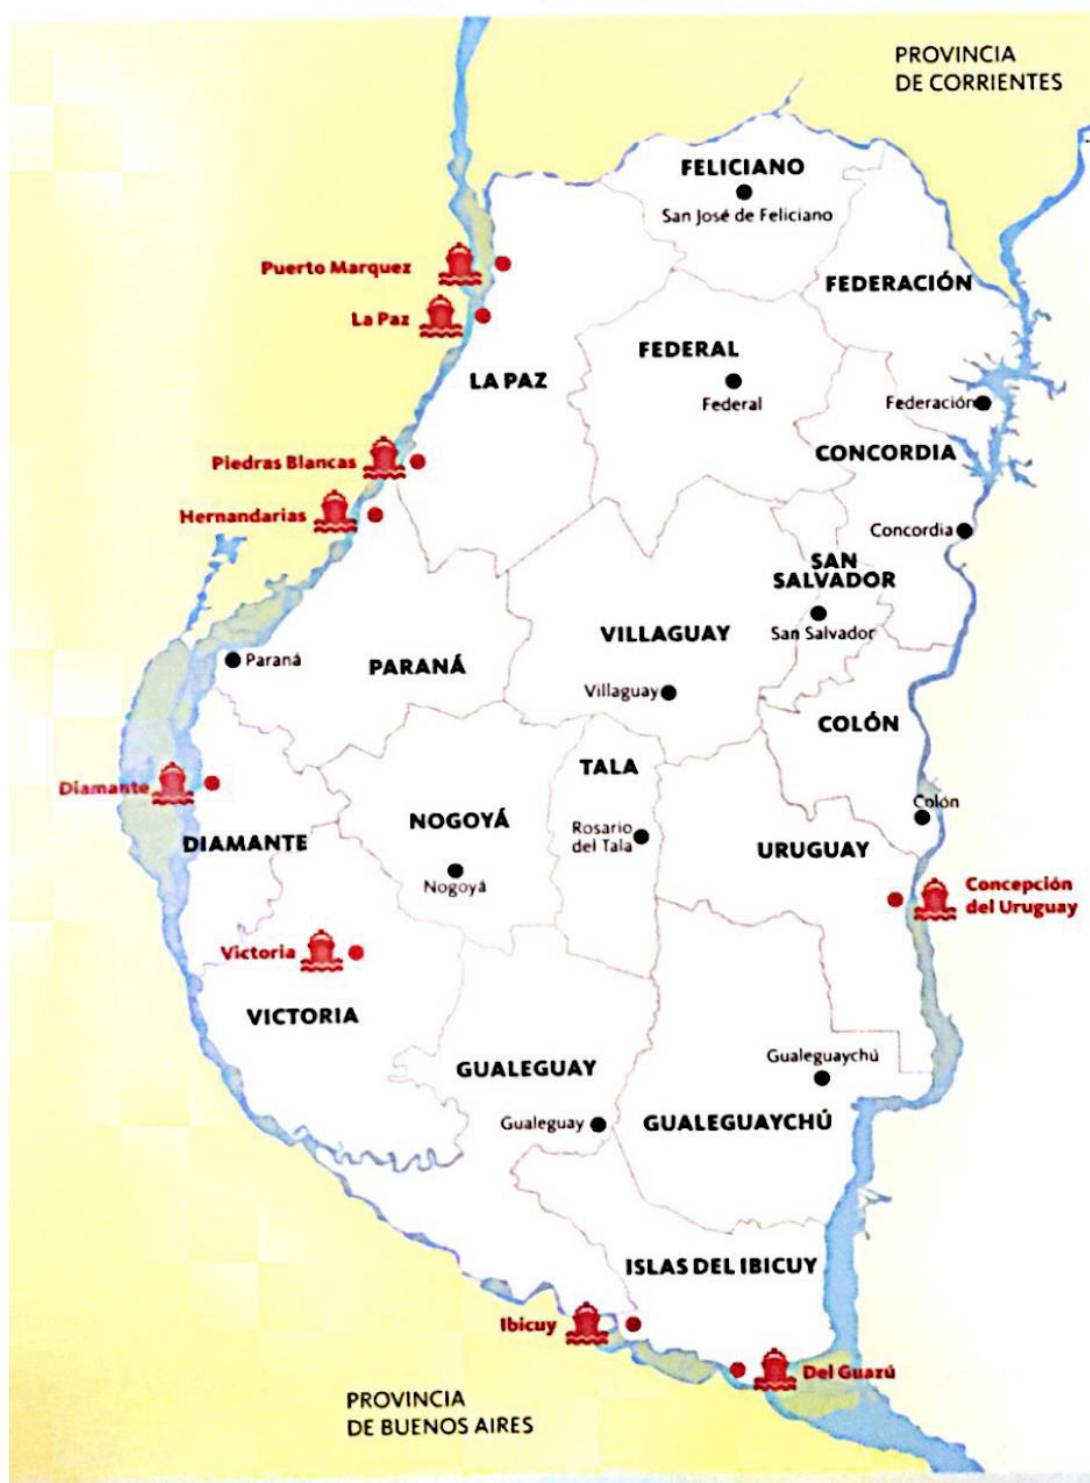 PROVINCIA
DE CORRIENTES
FELICIANO
San José de Feliciano
Puerto Marquez
FEDERACIÓN
La Paz
FEDERAL
LA PAZ
Federal
Federación
CONCORDIA
Piedras Blancas
Hernandarias
Concordia
SAN
SALVADOR
San Salvador
VILLAGUAY
Paraná
PARANÁ
Villaguay
COLÓN
TALA
Diamante
Colón
NOGOYÁ
Rosario
del Tala
DIAMANTE
URUGUAY
Nogoyá
Concepción
del Uruguay
Victoria
VICTORIA
Gualeguaychú
GUALEGUAY
Gualeguay
GUALEGUAYCHÚ
ISLAS DEL IBICUY
Ibicuy
Del Guazú
PROVINCIA
DE BUENOS AIRES